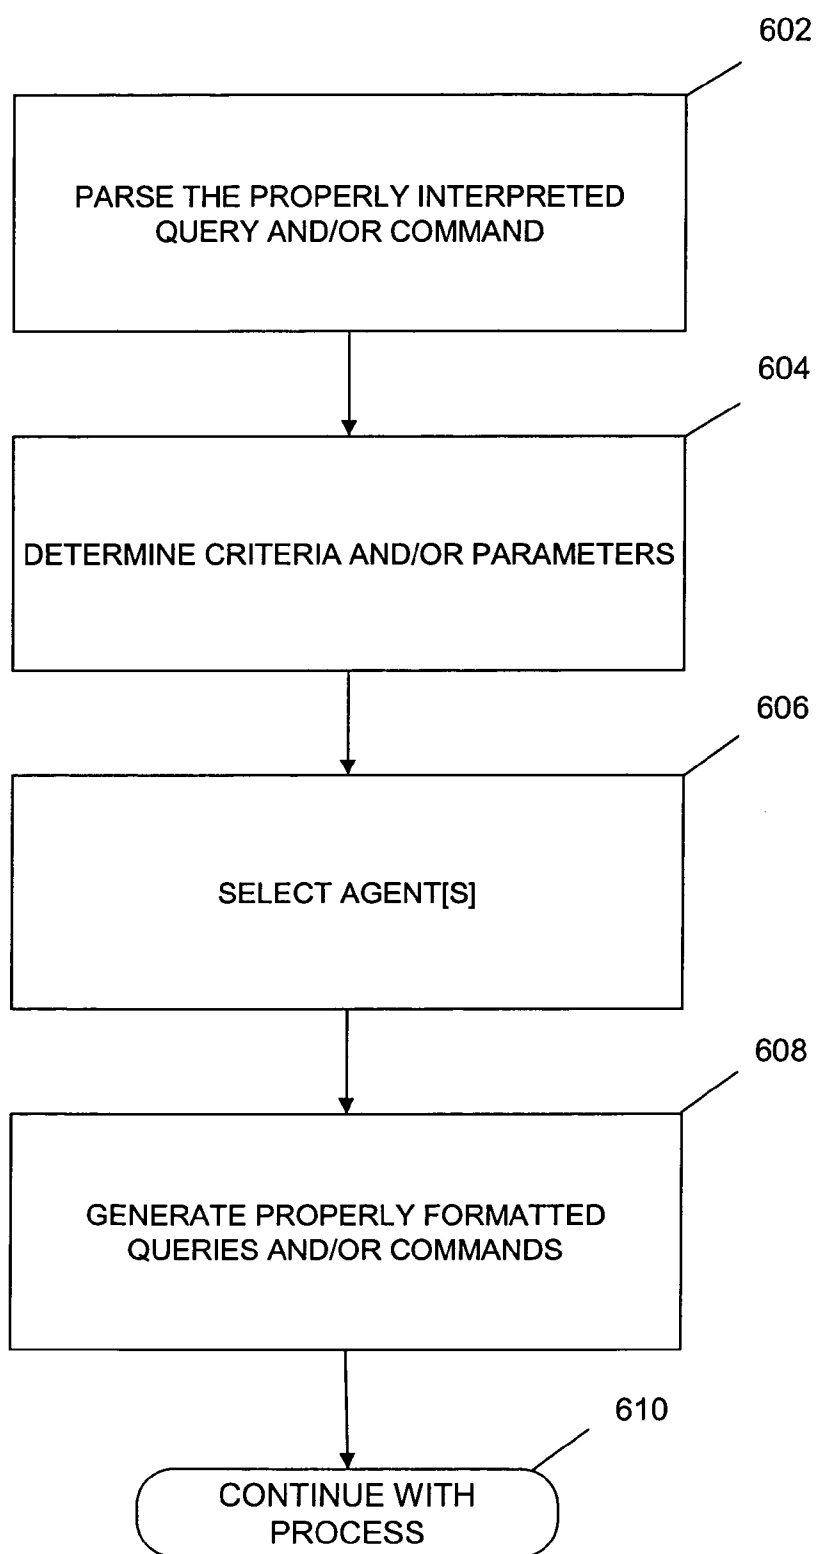 602
PARSE THE PROPERLY INTERPRETED
QUERY AND/OR COMMAND
604
DETERMINE CRITERIA AND/OR PARAMETERS
606
SELECT AGENT[S]
608
GENERATE PROPERLY FORMATTED
QUERIES AND/OR COMMANDS
610
CONTINUE WITH
PROCESS